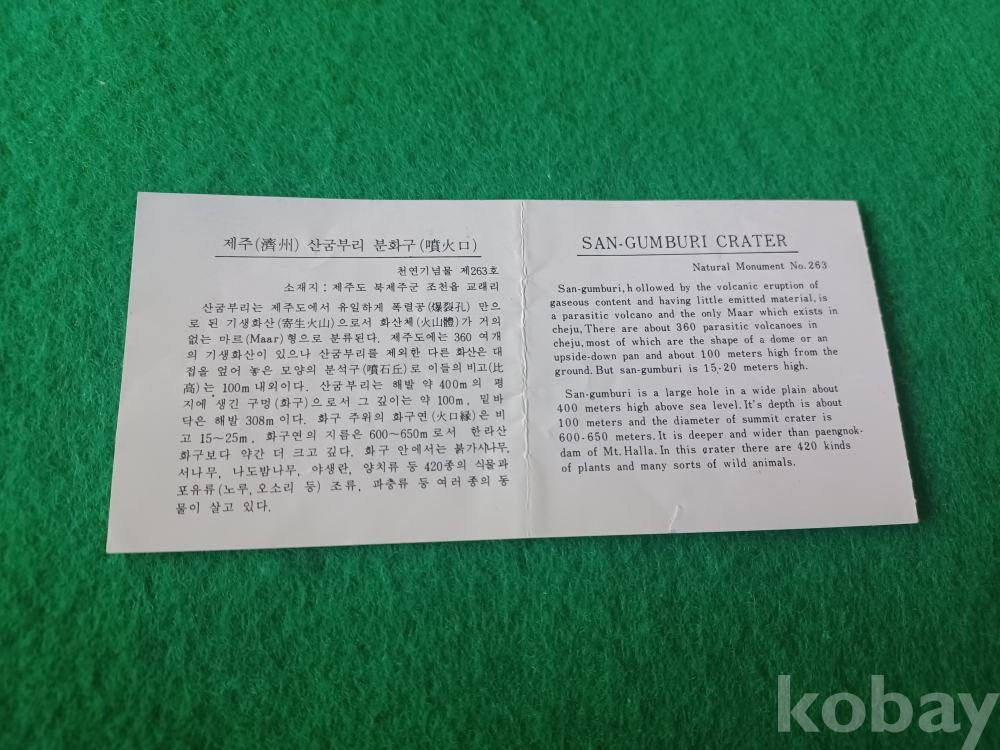 제주(濟州) 산굼부리 분화구(噴火口)
천연기념물 제263호
소재지 : 제주도 북제주군 조천읍 교래리
산굼부리는 제주도에서 유일하게 폭렬공(爆裂孔) 만으
로 된 기생화산(寄生火山)으로서 화산체(火山體)가 거의
없는 마르(Maar)형으로 분류된다. 제주도에는 360 여개
의 기생화산이 있으나 산굼부리를 제외한 다른 화산은 대
접을 엎어 놓은 모양의 분석구(噴石丘)로 이들의 비고(比
高)는 100m 내외이다. 산굼부리는 해발 약 400m의 평
지에 생긴 구멍(화구)으로서 그 깊이는 약 100m, 밑바
닥은 해발 308m이다. 화구 주위의 화구연(火口縁)은 비
고 15~25m, 화구연의 지름은 600~650m로서 한라산
화구보다 약간 더 크고 깊다. 화구 안에서는 붉가시나무,
서나무, 나도밤나무, 야생란, 양치류 등 420종의 식물과
포유류(노루, 오소리 등) 조류, 파충류 등 여러 종의 동
물이 살고 있다.
SAN-GUMBURI CRATER
Natural Monument No. 263
San-gumburi, hollowed by the volcanic eruption of
gaseous content and having little emitted material, is
a parasitic volcano and the only Maar which exists in
cheju, There are about 360 parasitic volcanoes in
cheju, most of which are the shape of a dome or an
upside-down pan and about 100 meters high from the
ground. But san-gumburi is 15,-20 meters high.
San-gumburi is a large hole in a wide plain about
400 meters high above sea level. It's depth is about
100 meters and the diameter of summit crater is
600-650 meters. It is deeper and wider than paengnok-
dam of Mt. Halla. In this crater there are 420 kinds
of plants and many sorts of wild animals.
kobay